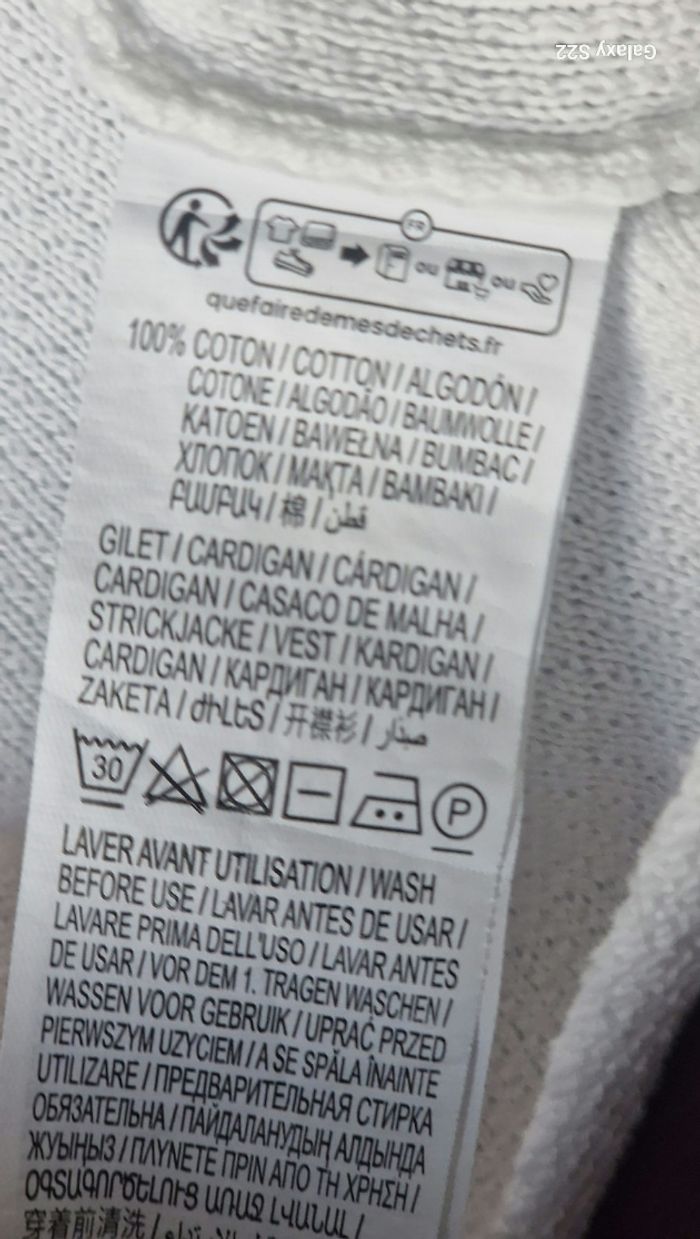 Galaxy S22
FR
ou ou
quefairedemesdechets.fr
100% COTON / COTTON / ALGODÓN /
COTONE / ALGODÃO / BAUMWOLLE /
KATOEN / BAWEŁNA / BUMBAC /
ХЛОПОК / МАҚТА / BAMBAKI /
ԲԱՄԲԱԿ / 棉 / قطن
GILET / CARDIGAN / CÁRDIGAN /
CARDIGAN / CASACO DE MALHA /
STRICKJACKE / VEST / KARDIGAN /
CARDIGAN / КАРДИГАН / КАРДИГАН /
ZAKETA / ԺԻԼԵՏ / 开襟衫 / صدار
30
P
LAVER AVANT UTILISATION / WASH
BEFORE USE / LAVAR ANTES DE USAR /
LAVARE PRIMA DELL'USO / LAVAR ANTES
DE USAR / VOR DEM 1. TRAGEN WASCHEN /
WASSEN VOOR GEBRUIK / UPRAĆ PRZED
PIERWSZYM UZYCIEM / A SE SPĂLA ÎNAINTE
UTILIZARE / ПРЕДВАРИТЕЛЬНАЯ СТИРКА
ОБЯЗАТЕЛЬНА / ПАЙДАЛАНУДЫҢ АЛДЫНДА
ЖУЫҢЫЗ / ΠΛΥΝΕΤΕ ΠΡΙΝ ΑΠΟ ΤΗ ΧΡΗΣΗ /
ՕԳՏԱԳՈՐԾԵԼՈՒՑ ԱՌԱՋ ԼՎԱՆԱԼ /
穿着前清洗 /